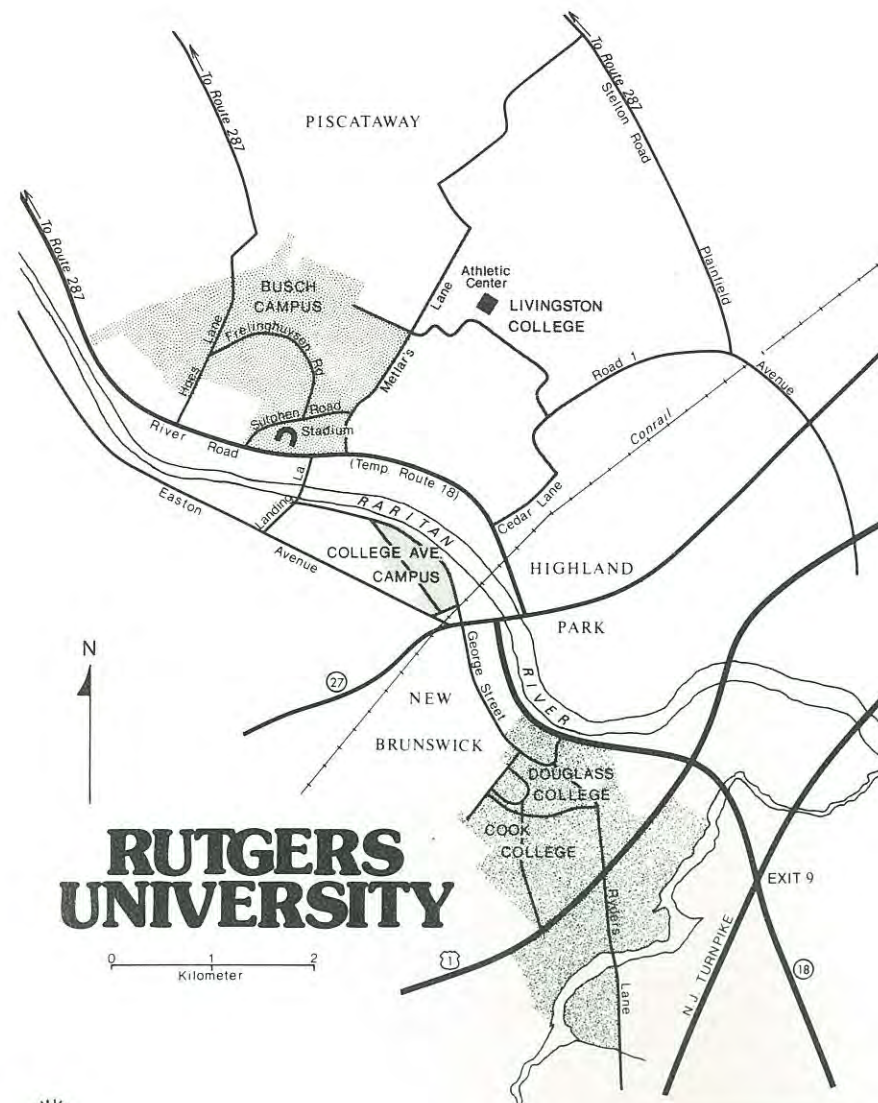 To Route 287
To Route 287
Stelton Road
PISCATAWAY
To Route 287
Plainfield
Avenue
BUSCH
CAMPUS
Athletic
Center
LIVINGSTON
COLLEGE
Hoes Lane
Frelinghuysen Rd.
Metlar's Lane
Road 1
Sutphen Road
Stadium
Conrail
River Road
(Temp. Route 18)
Landing La
Cedar Lane
Easton Avenue
RARITAN
RIVER
COLLEGE AVE.
CAMPUS
HIGHLAND
PARK
N
27
George Street
NEW
BRUNSWICK
DOUGLASS
COLLEGE
COOK
COLLEGE
RUTGERS
UNIVERSITY
Ryders Lane
EXIT 9
0 1 2
Kilometer
1
N.J. TURNPIKE
18